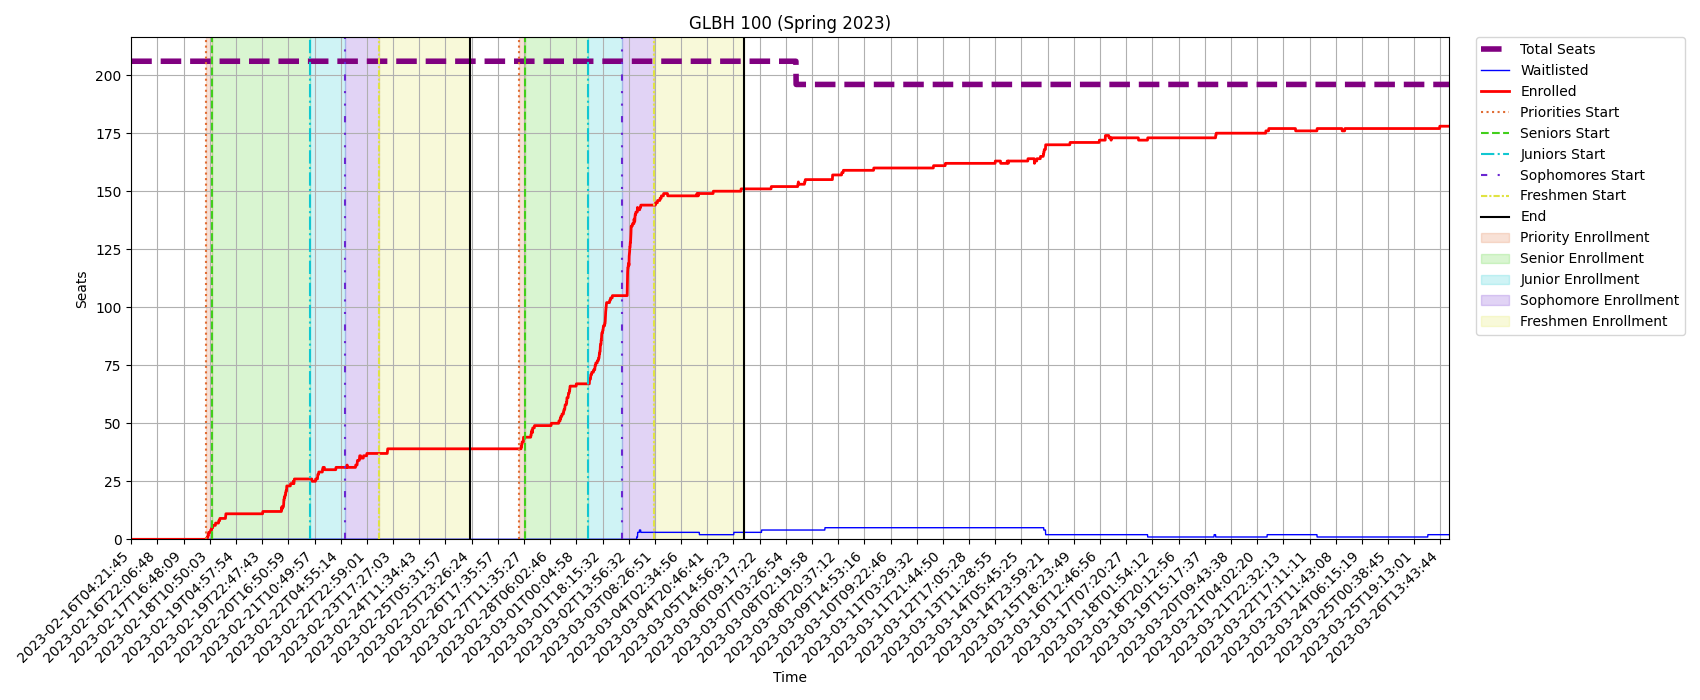 GLBH 100 (Spring 2023)
Total Seats
Waitlisted
Enrolled
Priorities Start
Seniors Start
Juniors Start
Sophomores Start
Freshmen Start
End
Priority Enrollment
Senior Enrollment
Junior Enrollment
Sophomore Enrollment
Freshmen Enrollment
Seats
200
175
150
125
100
75
50
25
0
2023-02-16T04:21:45
2023-02-16T22:06:48
2023-02-17T16:48:09
2023-02-18T10:50:03
2023-02-19T04:57:54
2023-02-19T22:47:43
2023-02-20T16:50:59
2023-02-21T10:49:57
2023-02-22T04:55:14
2023-02-22T22:59:01
2023-02-23T17:27:03
2023-02-24T11:34:43
2023-02-25T05:31:57
2023-02-25T23:26:24
2023-02-26T17:35:57
2023-02-27T11:35:27
2023-02-28T06:02:46
2023-03-01T00:04:58
2023-03-01T18:15:32
2023-03-02T13:56:32
2023-03-03T08:26:51
2023-03-04T02:34:56
2023-03-04T20:46:41
2023-03-05T14:56:23
2023-03-06T09:17:22
2023-03-07T03:26:54
2023-03-08T02:19:58
2023-03-08T20:37:12
2023-03-09T14:53:16
2023-03-10T09:22:46
2023-03-11T03:29:32
2023-03-11T21:44:50
2023-03-12T17:05:28
2023-03-13T11:28:55
2023-03-14T05:45:25
2023-03-14T23:59:21
2023-03-15T18:23:49
2023-03-16T12:46:56
2023-03-17T07:20:27
2023-03-18T01:54:12
2023-03-18T20:12:56
2023-03-19T15:17:37
2023-03-20T09:43:38
2023-03-21T04:02:20
2023-03-21T22:32:13
2023-03-22T17:11:11
2023-03-23T11:43:08
2023-03-24T06:15:19
2023-03-25T00:38:45
2023-03-25T19:13:01
2023-03-26T13:43:44
Time